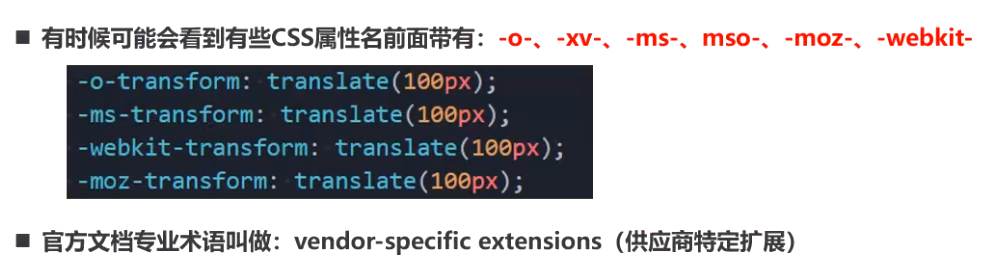 ■ 有时候可能会看到有些CSS属性名前面带有：-o-、-xv-、-ms-、mso-、-moz-、-webkit-
-o-transform: translate(100px);
-ms-transform: translate(100px);
-webkit-transform: translate(100px);
-moz-transform: translate(100px);
■ 官方文档专业术语叫做：vendor-specific extensions（供应商特定扩展）